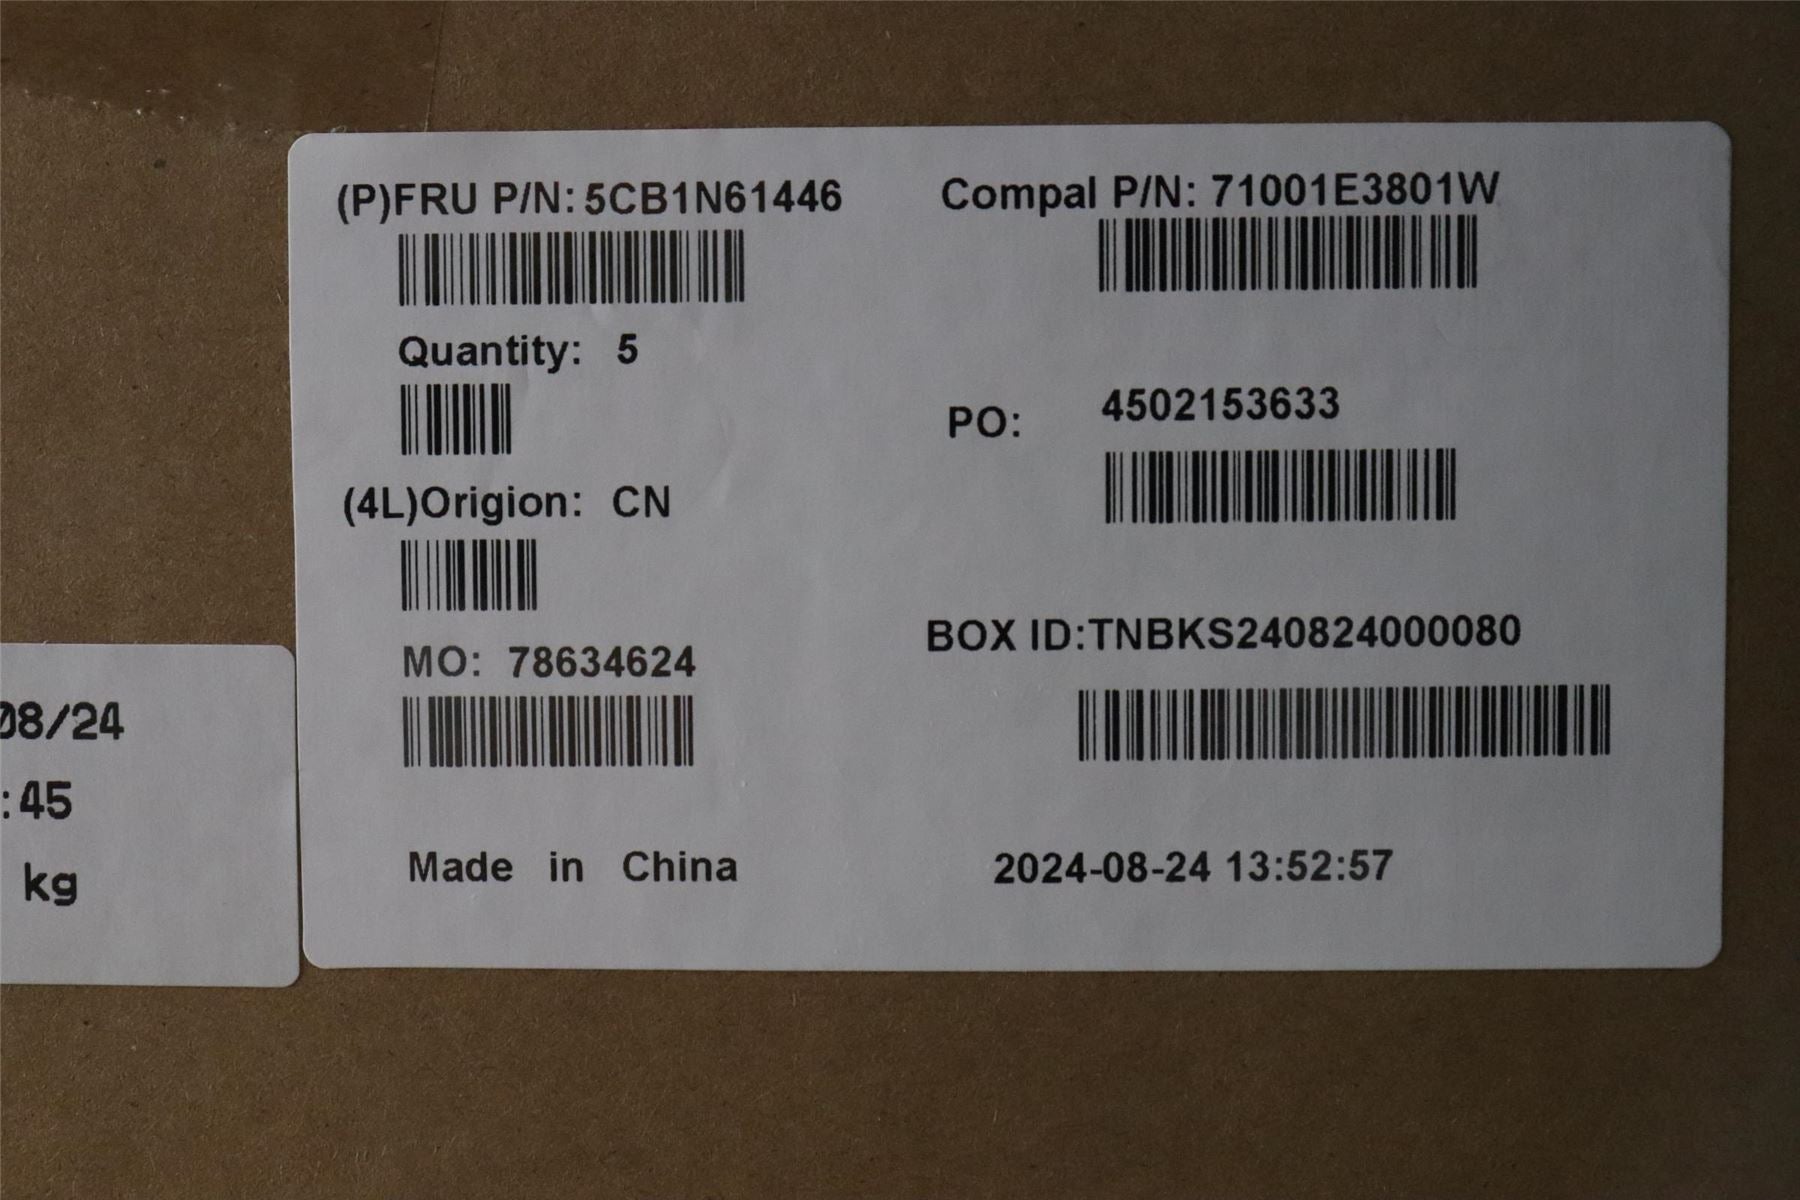 (P)FRU P/N: 5CB1N61446
Compal P/N: 71001E3801W
Quantity: 5
PO: 4502153633
(4L)Origion: CN
BOX ID:TNBKS240824000080
MO: 78634624
Made in China
2024-08-24 13:52:57
08/24
:45
kg